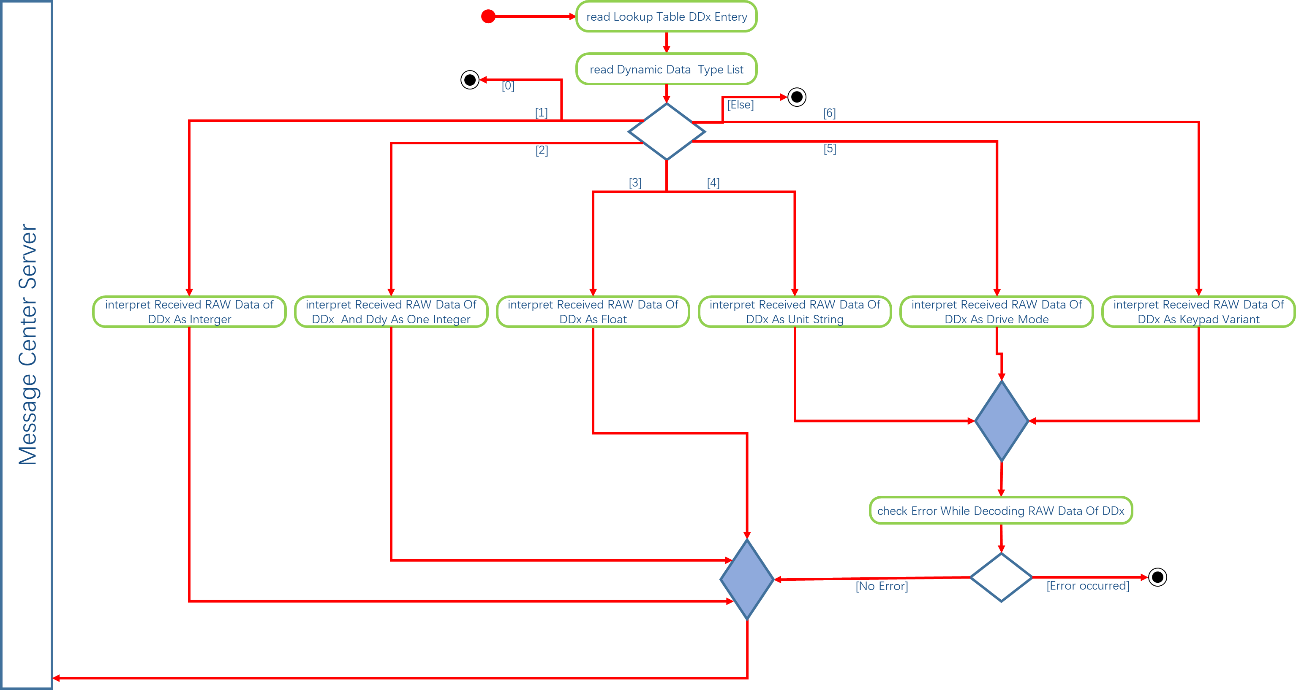 read Lookup Table DDx Entery
read Dynamic Data  Type List
[0]
[Else]
[1]
[6]
[2]
[5]
[3]
[4]
Message Center Server
interpret Received RAW Data of
DDx As Interger
interpret Received RAW Data Of
DDx  And Ddy As One Integer
interpret Received RAW Data Of
DDx As Float
interpret Received RAW Data Of
DDx As Unit String
interpret Received RAW Data Of
DDx As Drive Mode
interpret Received RAW Data Of
DDx As Keypad Variant
check Error While Decoding RAW Data Of DDx
[No Error]
[Error occurred]